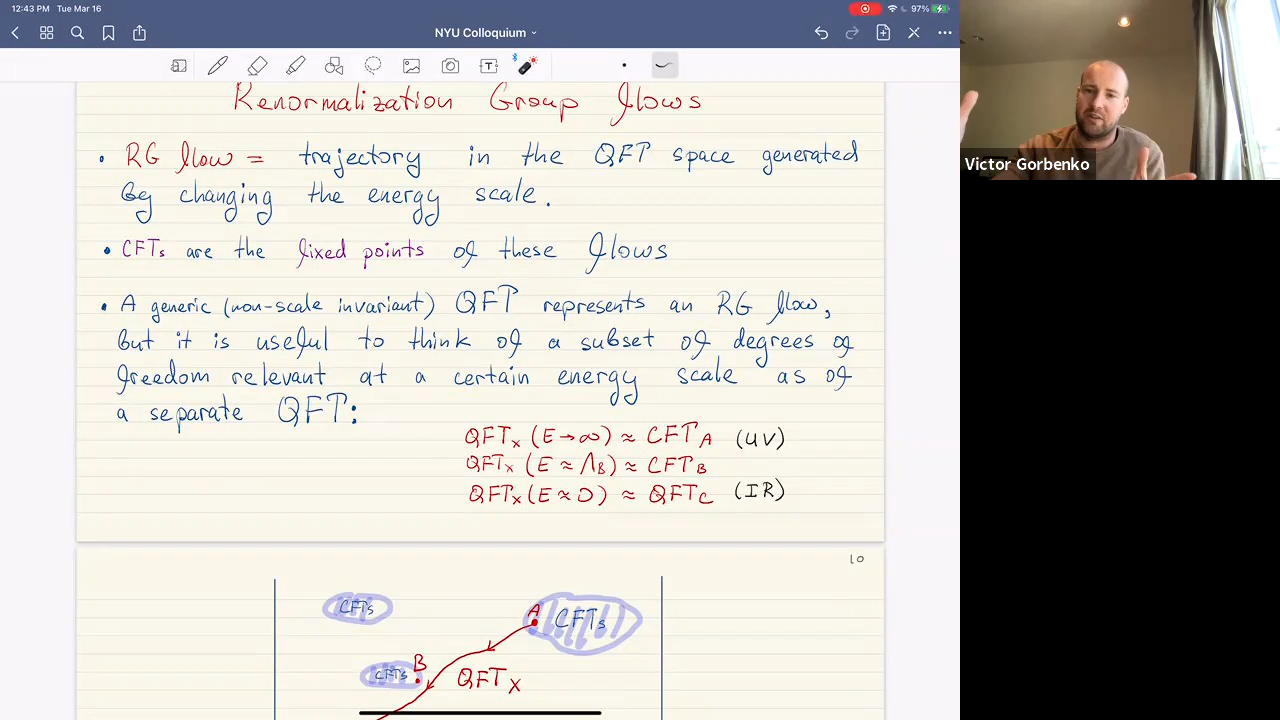 12:43 PM Tue Mar 16
97%
NYU Colloquium
T
Renormalization Group flows
• RG flow = trajectory in the QFT space generated
by changing the energy scale.
• CFTs are the fixed points of these flows
• A generic (non-scale invariant) QFT represents an RG flow,
but it is useful to think of a subset of degrees of
freedom relevant at a certain energy scale as of
a separate QFT:
QFTx (E→∞) ≈ CFT_A (UV)
QFTx (E ≈ Λ_B) ≈ CFT_B
QFTx (E ≈ 0) ≈ QFT_C (IR)
10
CFTs
A CFTs
CFTs B
QFTx
Victor Gorbenko